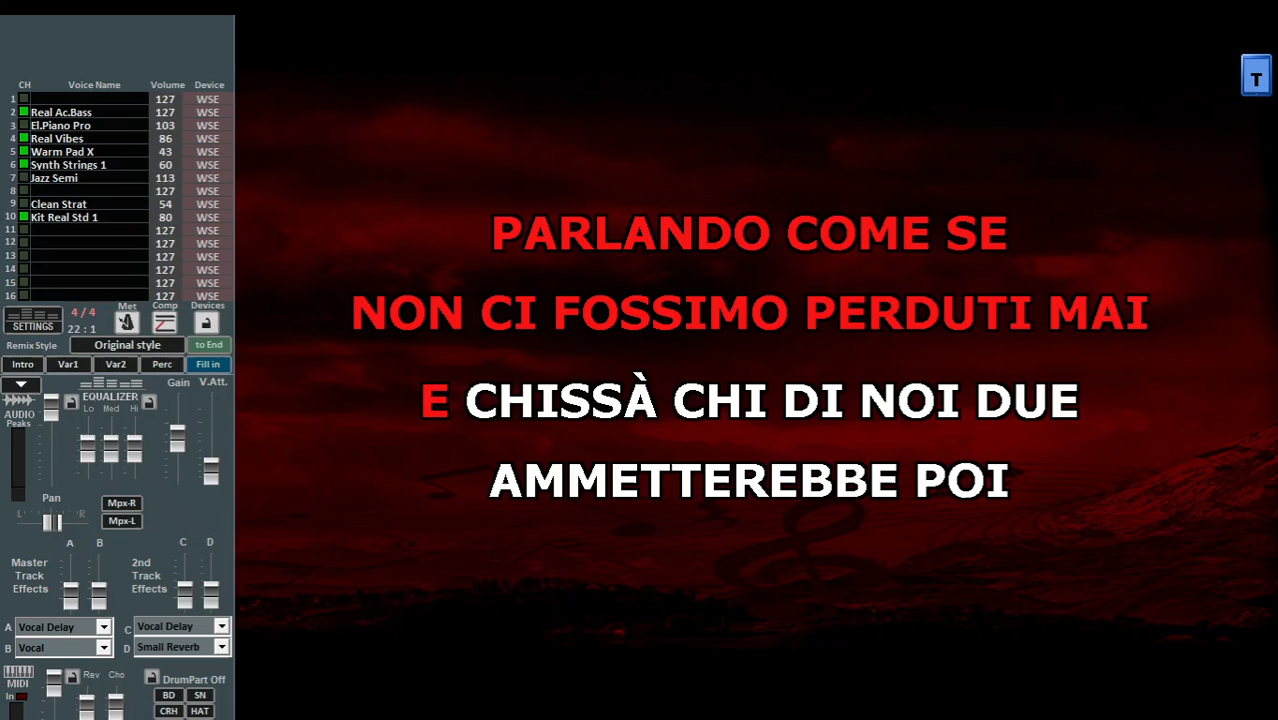 CH Voice Name Volume Device
1 127 WSE
2 Real Ac.Bass 127 WSE
3 El.Piano Pro 103 WSE
4 Real Vibes 86 WSE
5 Warm Pad X 43 WSE
6 Synth Strings 1 60 WSE
7 Jazz Semi 113 WSE
8 127 WSE
9 Clean Strat 54 WSE
10 Kit Real Std 1 80 WSE
11 127 WSE
12 127 WSE
13 127 WSE
14 127 WSE
15 127 WSE
16 127 WSE
SETTINGS 4 / 4 Met Comp Devices
22 : 1
Remix Style Original style to End
Intro Var1 Var2 Perc Fill in
EQUALIZER Gain V.Att.
AUDIO Lo Med Hi
Peaks
Pan Mpx-R
L R Mpx-L
A B C D
Master Track Effects
2nd Track Effects
A Vocal Delay C Vocal Delay
B Vocal D Small Reverb
MIDI Rev Cho DrumPart Off
In BD SN
CRH HAT
T
PARLANDO COME SE
NON CI FOSSIMO PERDUTI MAI
E CHISSÀ CHI DI NOI DUE
AMMETTEREBBE POI